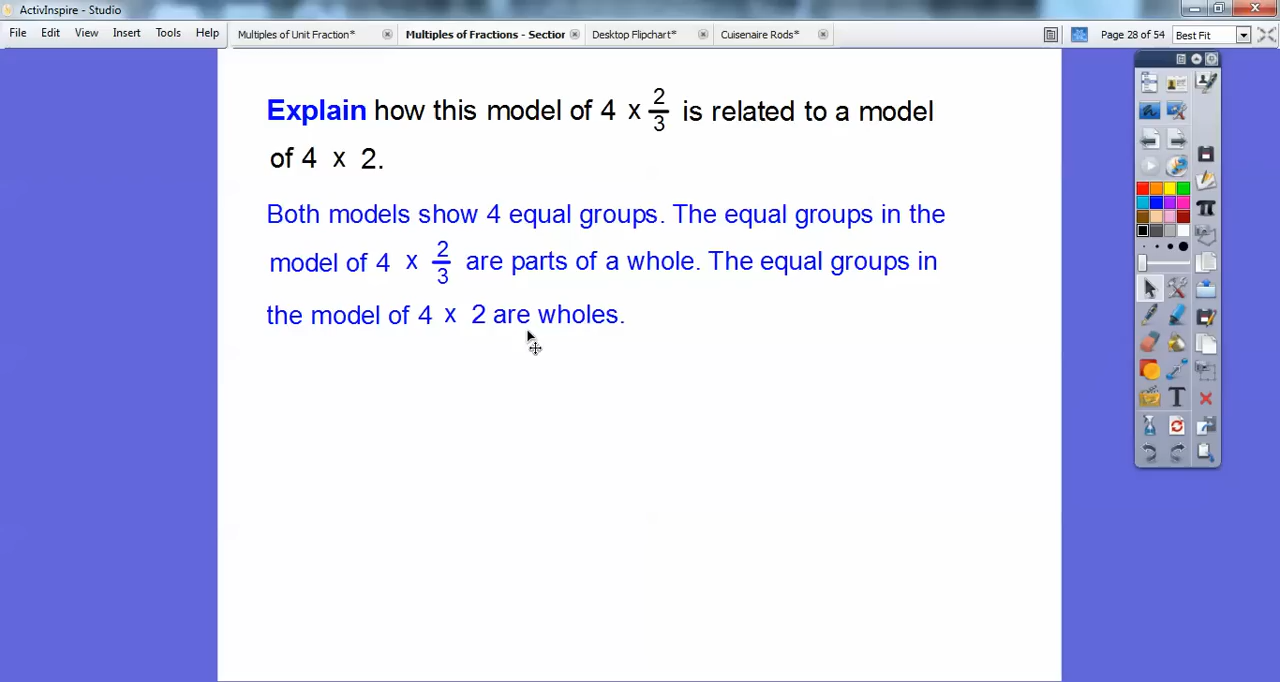 ActivInspire - Studio
File Edit View Insert Tools Help Multiples of Unit Fraction* Multiples of Fractions - Section Desktop Flipchart* Cuisenaire Rods* Page 28 of 54 Best Fit
Explain how this model of 4 x 2/3 is related to a model
of 4 x 2.
Both models show 4 equal groups. The equal groups in the
model of 4 x 2/3 are parts of a whole. The equal groups in
the model of 4 x 2 are wholes.